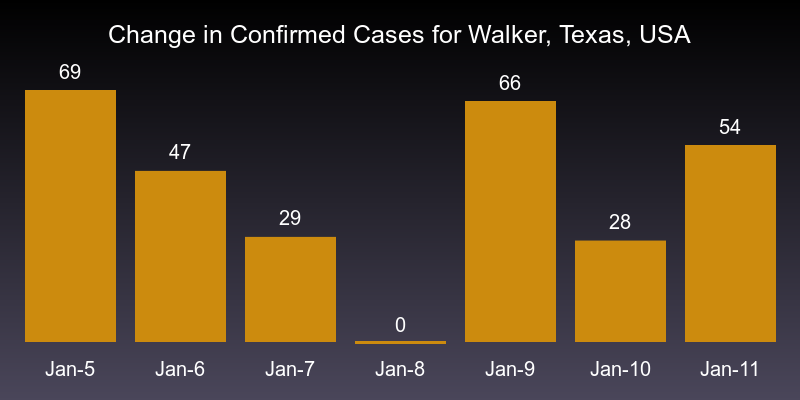 Change in Confirmed Cases for Walker, Texas, USA
69
47
29
0
66
28
54
Jan-5
Jan-6
Jan-7
Jan-8
Jan-9
Jan-10
Jan-11